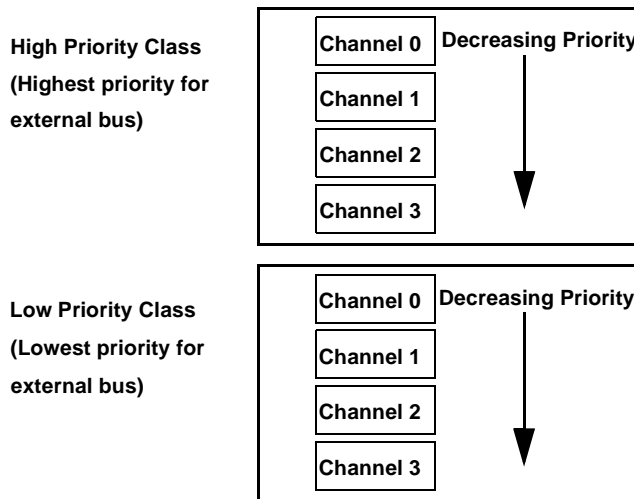 High Priority Class
(Highest priority for
external bus)
Channel 0
Decreasing Priority
Channel 1
Channel 2
Channel 3
Low Priority Class
(Lowest priority for
external bus)
Channel 0
Decreasing Priority
Channel 1
Channel 2
Channel 3